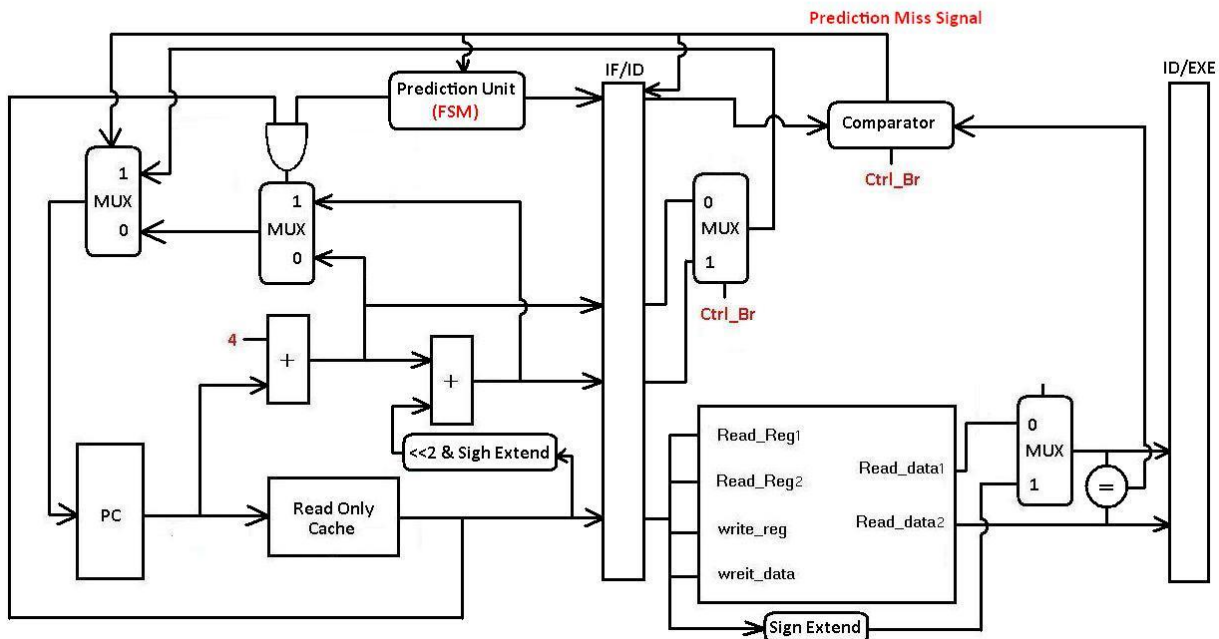 Prediction Miss Signal
IF/ID
ID/EXE
Prediction Unit
(FSM)
Comparator
Ctrl_Br
1
MUX
0
1
MUX
0
0
MUX
1
Ctrl_Br
4
+
+
<<2 & Sigh Extend
PC
Read Only
Cache
Read_Reg1
Read_Reg2
write_reg
wreit_data
Read_data1
Read_data2
0
MUX
1
=
Sign Extend